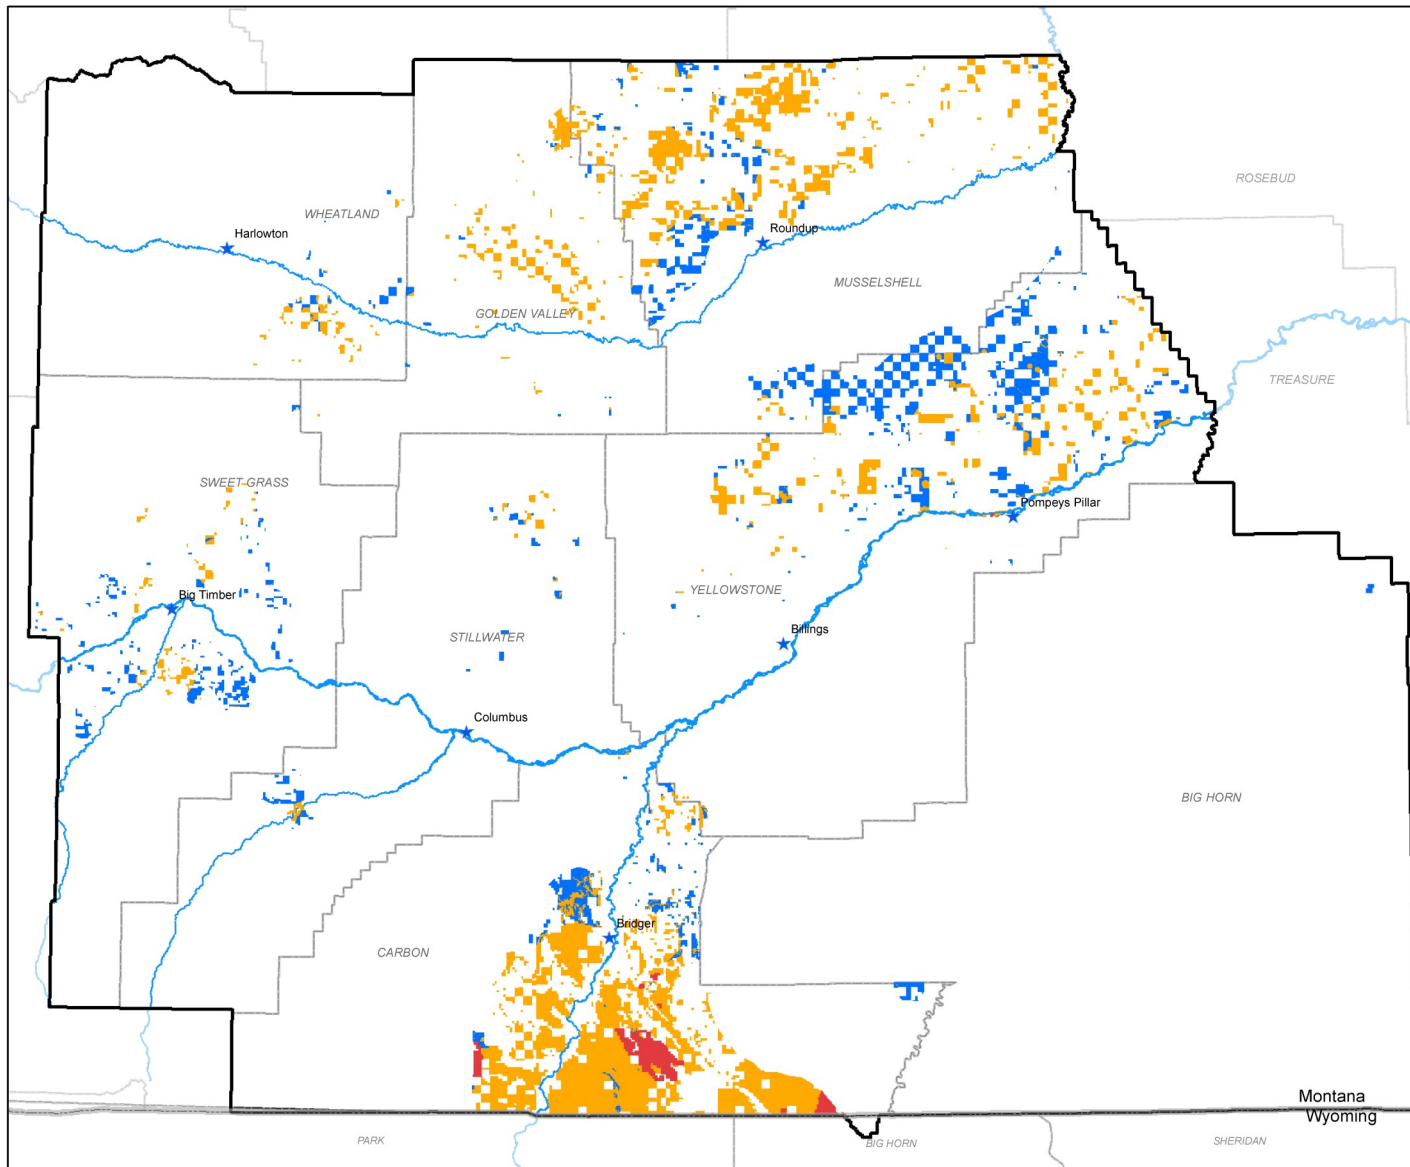 ROSEBUD
WHEATLAND
Harlowton
Roundup
MUSSELSHELL
GOLDEN VALLEY
TREASURE
SWEET GRASS
Pompeys Pillar
Big Timber
YELLOWSTONE
Billings
STILLWATER
Columbus
BIG HORN
Bridger
CARBON
Montana
Wyoming
PARK
BIG HORN
SHERIDAN